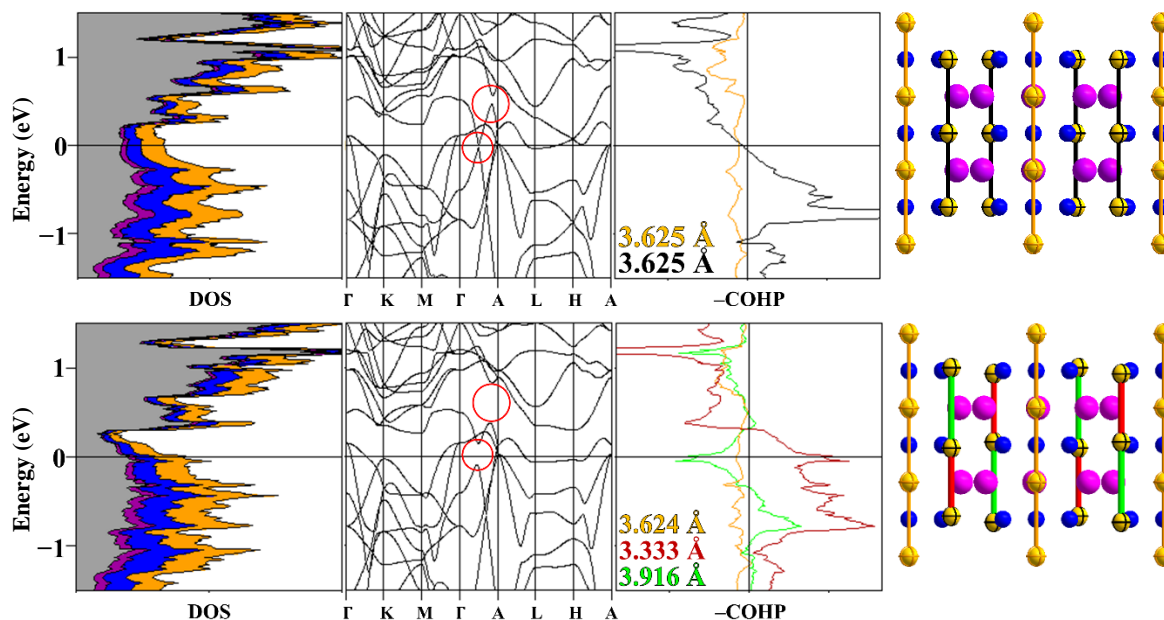 Energy (eV)
1
0
−1
DOS
Γ K M Γ A L H A
3.625 Å
3.625 Å
–COHP
Energy (eV)
1
0
−1
DOS
Γ K M Γ A L H A
3.624 Å
3.333 Å
3.916 Å
–COHP